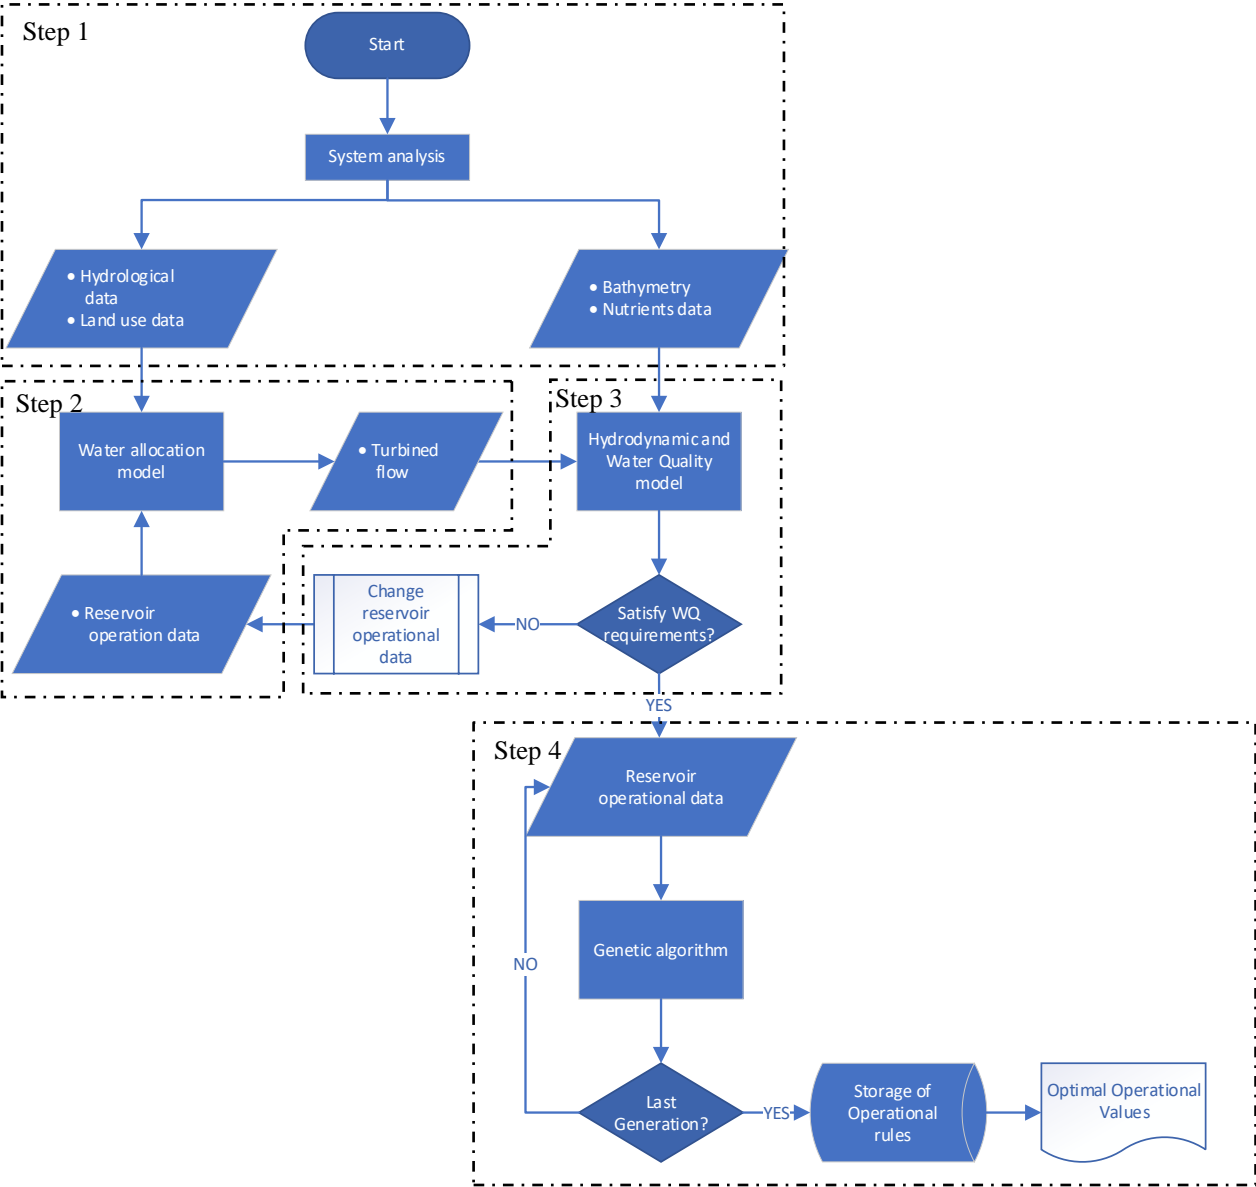 Step 1
Start
System analysis
• Hydrological
data
• Land use data
• Bathymetry
• Nutrients data
Step 2
Step 3
Water allocation
model
• Turbined
flow
Hydrodynamic and
Water Quality
model
• Reservoir
operation data
Change
reservoir
operational
data
NO
Satisfy WQ
requirements?
YES
Step 4
Reservoir
operational data
Genetic algorithm
NO
Last
Generation?
YES
Storage of
Operational
rules
Optimal Operational
Values